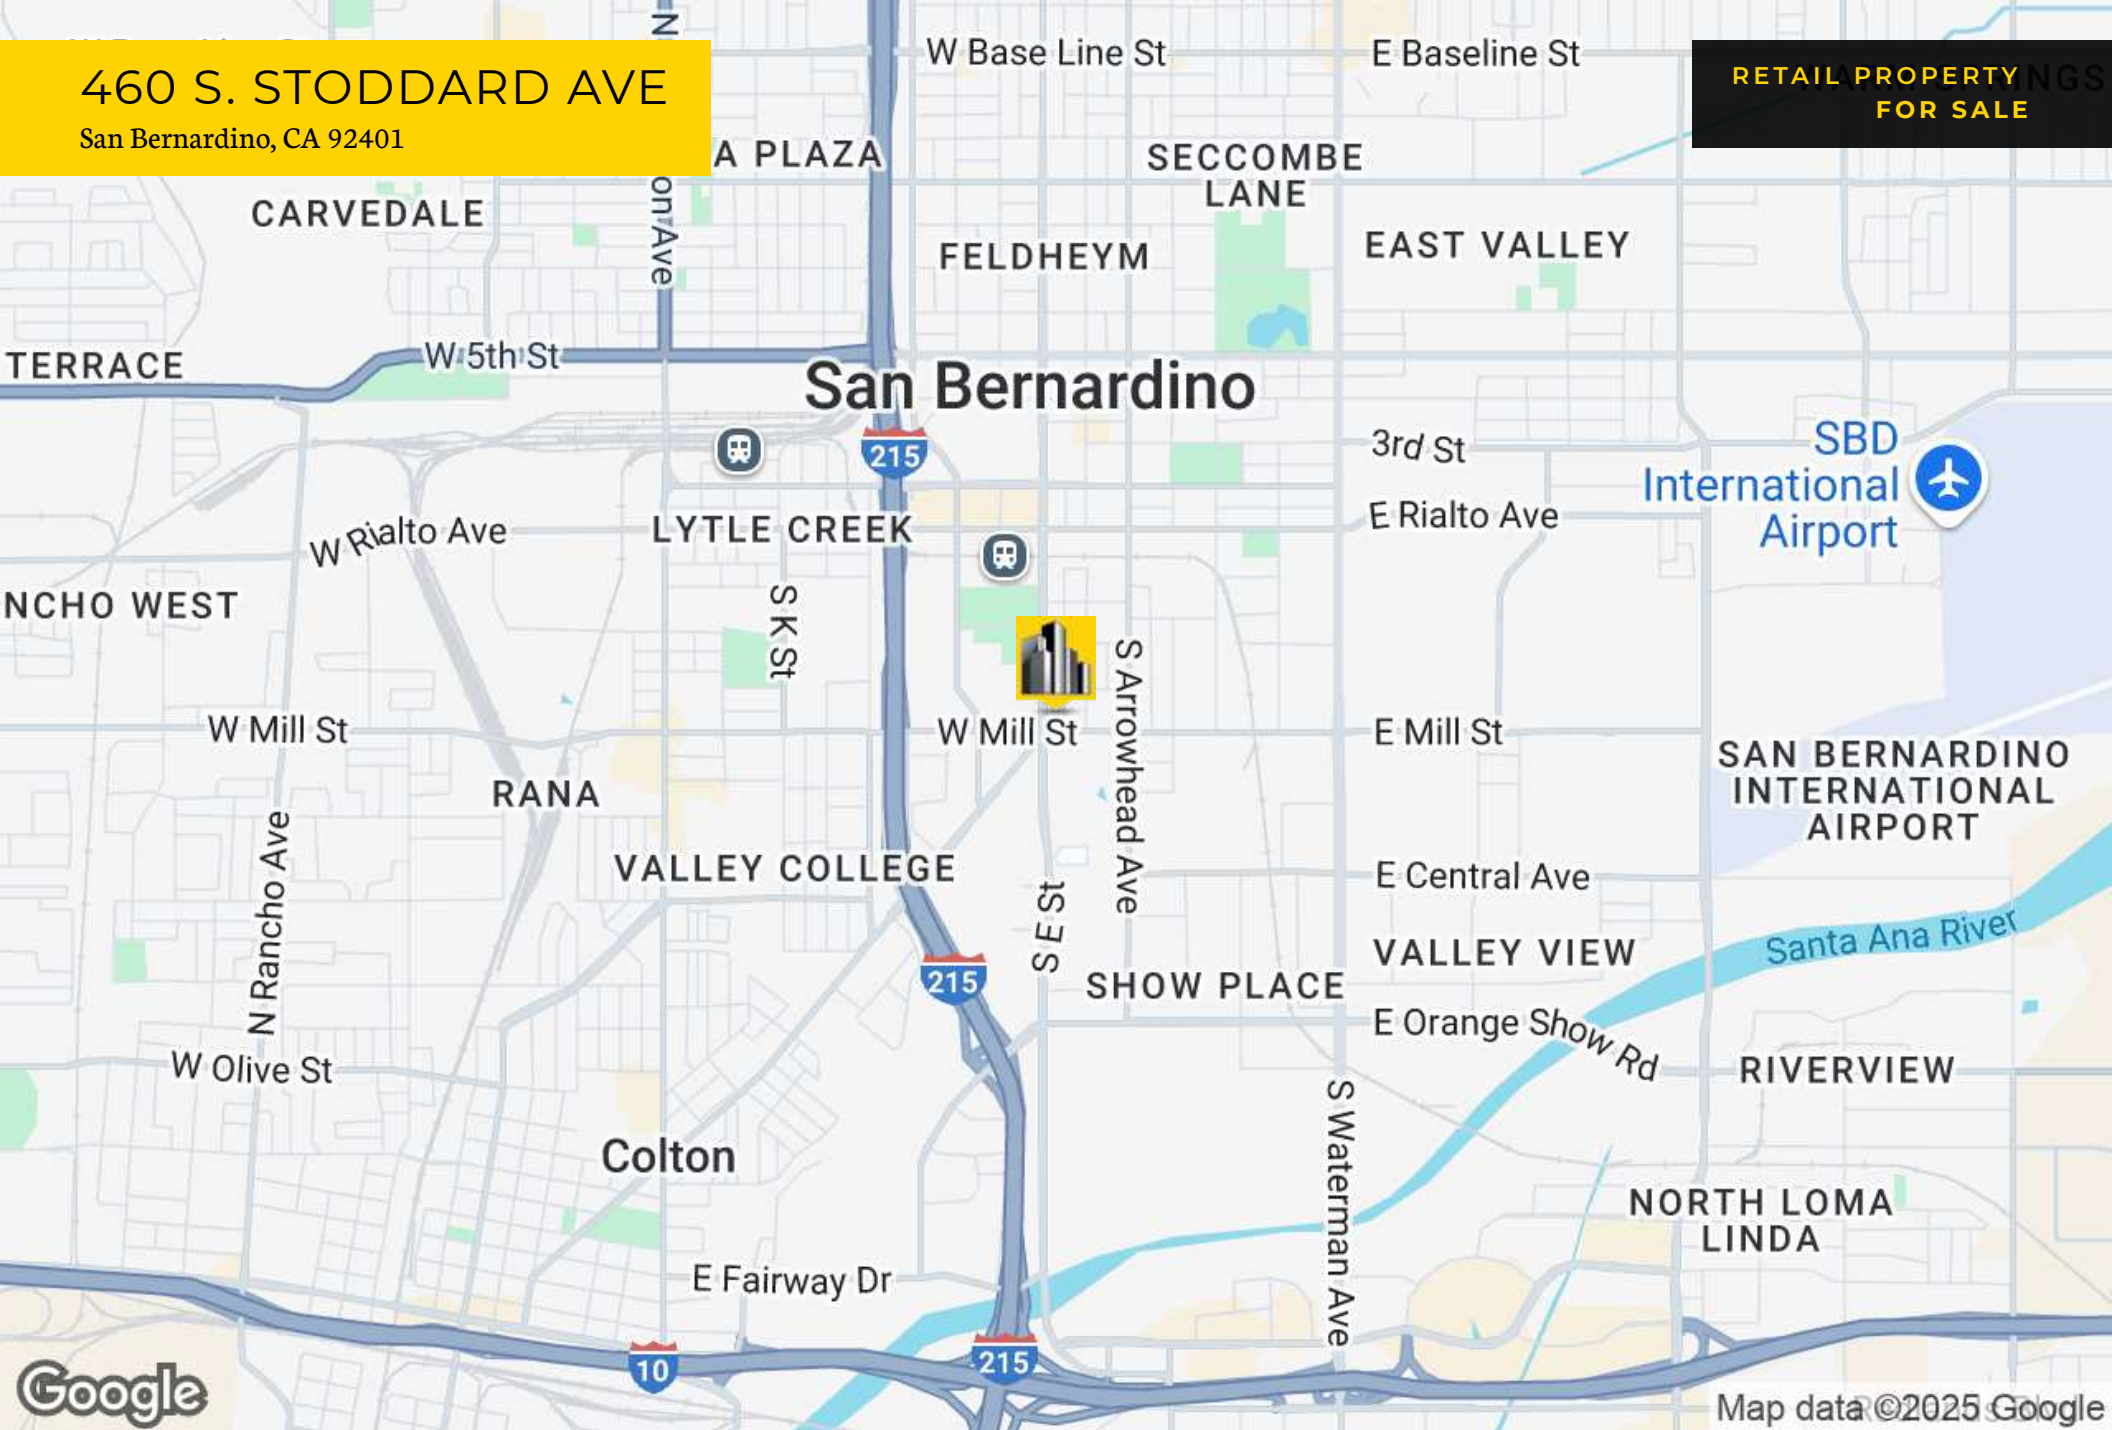 460 S. STODDARD AVE
San Bernardino, CA 92401
RETAIL PROPERTY
FOR SALE
N
W Base Line St
E Baseline St
A PLAZA
SECCOMBE
LANE
CARVEDALE
on Ave
FELDHEYM
EAST VALLEY
TERRACE
W 5th St
San Bernardino
215
3rd St
SBD
International
Airport
W Rialto Ave
LYTLE CREEK
E Rialto Ave
NCHO WEST
S K St
S Arrowhead Ave
W Mill St
W Mill St
E Mill St
SAN BERNARDINO
INTERNATIONAL
AIRPORT
RANA
N Rancho Ave
VALLEY COLLEGE
E Central Ave
S E St
Santa Ana River
VALLEY VIEW
215
SHOW PLACE
E Orange Show Rd
W Olive St
RIVERVIEW
S Waterman Ave
Colton
NORTH LOMA
LINDA
E Fairway Dr
10
215
Google
Map data ©2025 Google